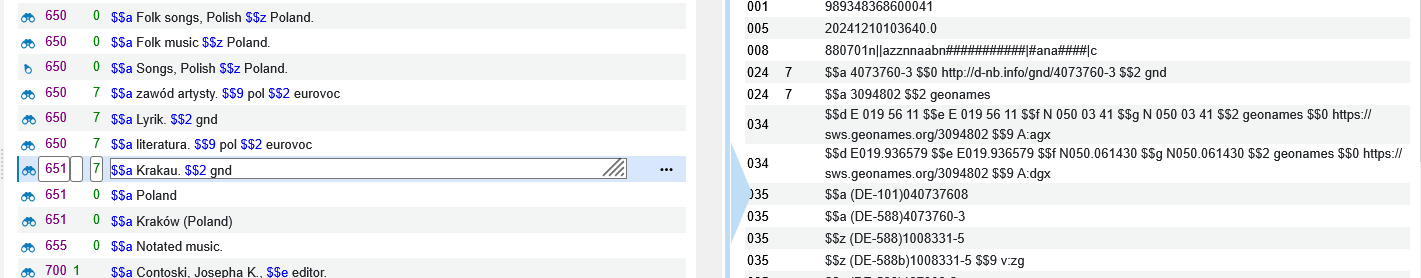 650 0 $$a Folk songs, Polish $$z Poland.
650 0 $$a Folk music $$z Poland.
650 0 $$a Songs, Polish $$z Poland.
650 7 $$a zawód artysty. $$9 pol $$2 eurovoc
650 7 $$a Lyrik. $$2 gnd
650 7 $$a literatura. $$9 pol $$2 eurovoc
651 7 $$a Krakau. $$2 gnd
651 0 $$a Poland
651 0 $$a Kraków (Poland)
655 0 $$a Notated music.
700 1 $$a Contoski, Josepha K., $$e editor.
001 989348368600041
005 20241210103640.0
008 880701n||azznnaabn###########|#ana####|c
024 7 $$a 4073760-3 $$0 http://d-nb.info/gnd/4073760-3 $$2 gnd
024 7 $$a 3094802 $$2 geonames
034 $$d E 019 56 11 $$e E 019 56 11 $$f N 050 03 41 $$g N 050 03 41 $$2 geonames $$0 https://
sws.geonames.org/3094802 $$9 A:agx
034 $$d E019.936579 $$e E019.936579 $$f N050.061430 $$g N050.061430 $$2 geonames $$0 https://
sws.geonames.org/3094802 $$9 A:dgx
035 $$a (DE-101)040737608
035 $$a (DE-588)4073760-3
035 $$z (DE-588)1008331-5
035 $$z (DE-588b)1008331-5 $$9 v:zg